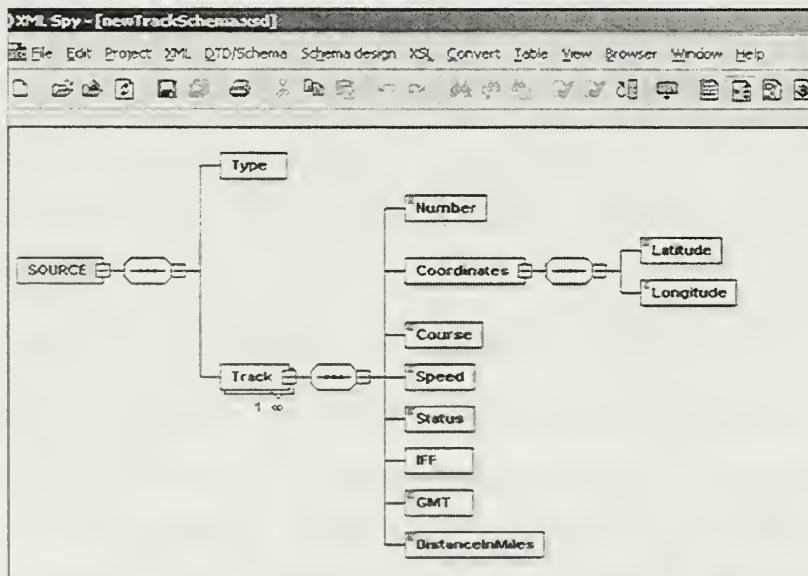 XML Spy - [newTrackSchema.xsd]
File Edit Project XML DTD/Schema Schema design XSL Convert Table View Browser Window Help
Type
Number
SOURCE
Coordinates
Latitude
Longitude
Course
Track
Speed
1 ∞
Status
IFF
GMT
DistanceInMiles